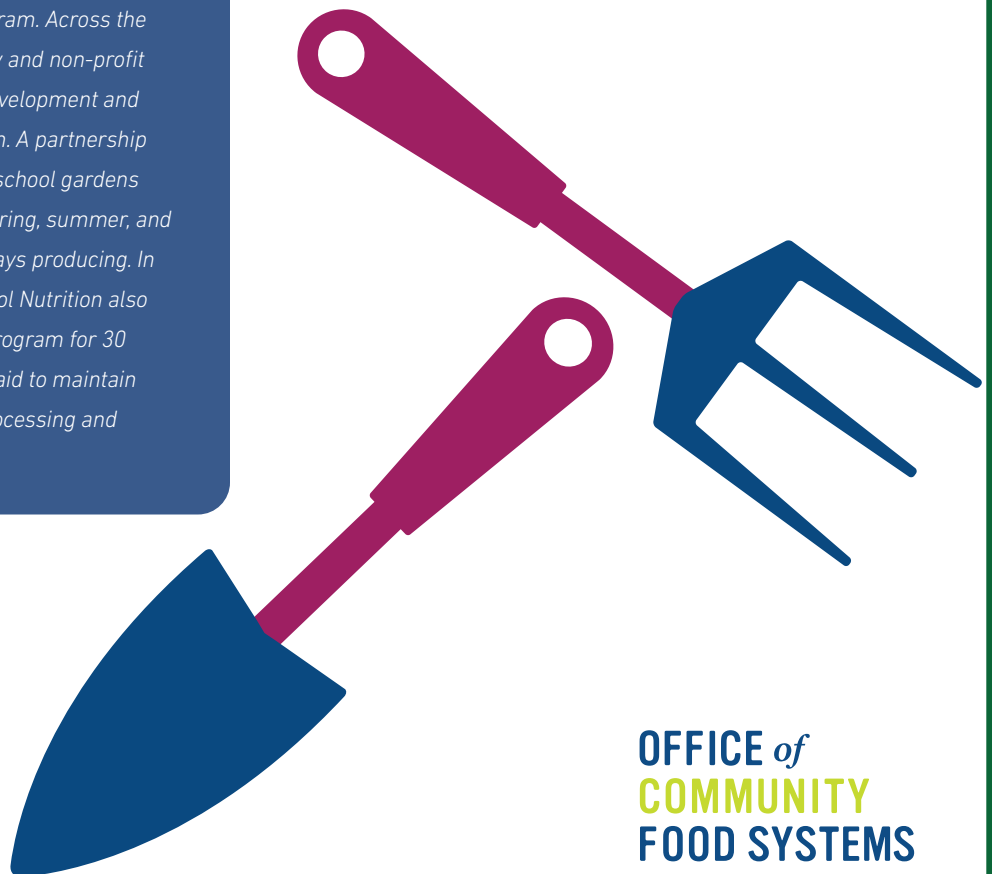 ram. Across the
and non-profit
velopment and
A partnership
school gardens
ring, summer, and
ays producing. In
ol Nutrition also
rogram for 30
aid to maintain
ocessing and
OFFICE of
COMMUNITY
FOOD SYSTEMS